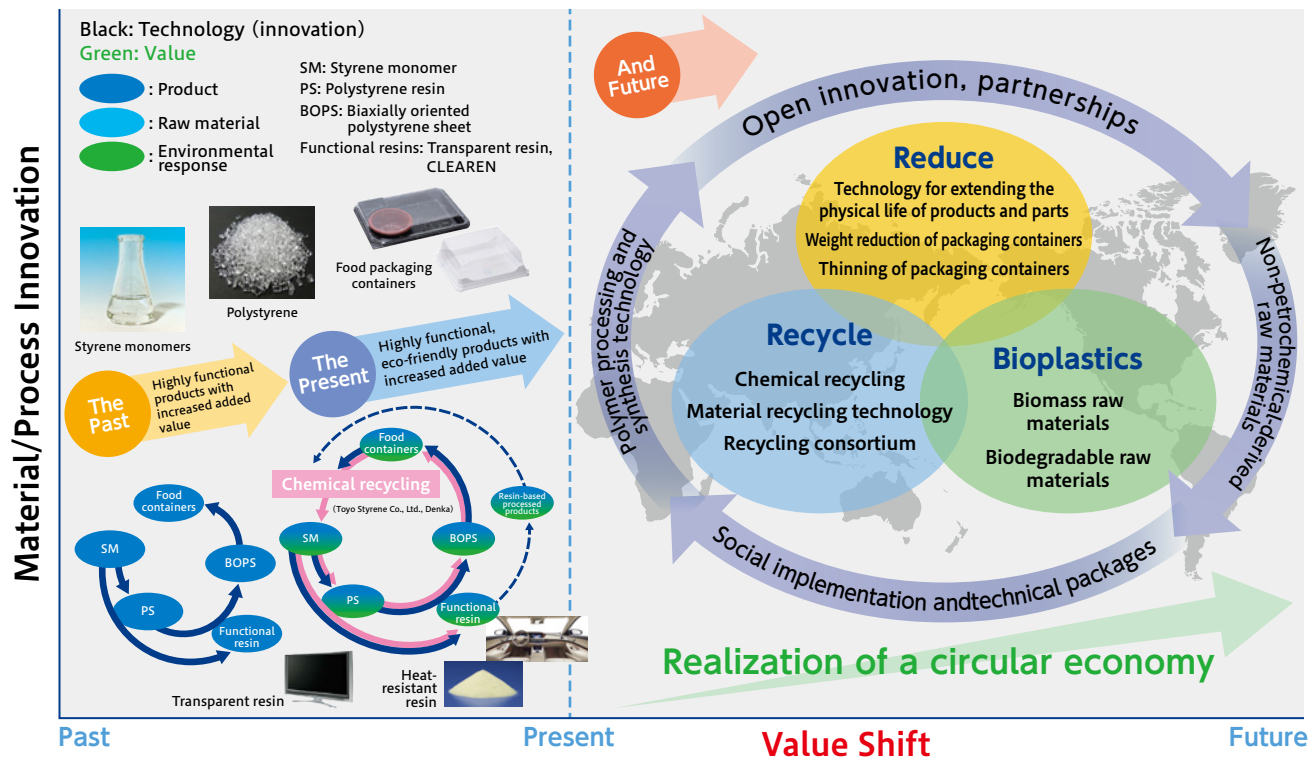 Black: Technology (innovation)
Green: Value
: Product
: Raw material
: Environmental
response
SM: Styrene monomer
PS: Polystyrene resin
BOPS: Biaxially oriented
polystyrene sheet
Functional resins: Transparent resin,
CLEAREN
Material/Process Innovation
Styrene monomers
Polystyrene
Food packaging
containers
The
Past
Highly functional
products with
increased added
value
The
Present
Highly functional,
eco-friendly products with
increased added value
Food
containers
SM
BOPS
PS
Functional
resin
Transparent resin
Food
containers
Chemical recycling
(Toyo Styrene Co., Ltd., Denka)
Resin-based
processed
products
SM
BOPS
PS
Functional
resin
Heat-
resistant
resin
And
Future
Open innovation, partnerships
Polymer processing and
synthesis technology
Non-petrochemical-derived
raw materials
Social implementation andtechnical packages
Reduce
Technology for extending the
physical life of products and parts
Weight reduction of packaging containers
Thinning of packaging containers
Recycle
Chemical recycling
Material recycling technology
Recycling consortium
Bioplastics
Biomass raw
materials
Biodegradable raw
materials
Realization of a circular economy
Past
Present
Value Shift
Future